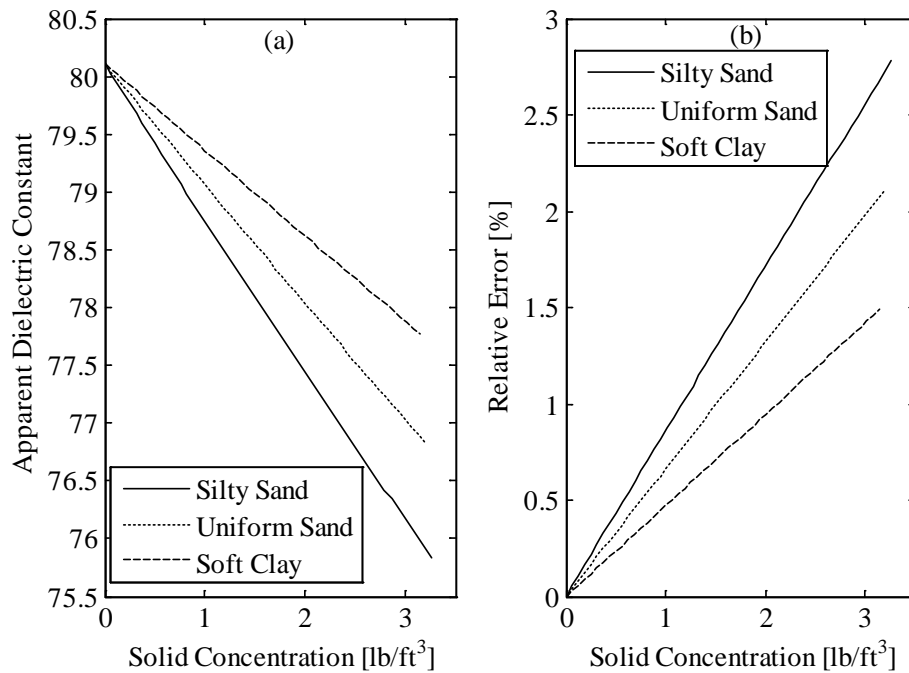 (a)
Apparent Dielectric Constant
80.5
80
79.5
79
78.5
78
77.5
77
76.5
76
75.5
Silty Sand
Uniform Sand
Soft Clay
0 1 2 3
Solid Concentration [lb/ft³]
(b)
Relative Error [%]
3
2.5
2
1.5
1
0.5
0
Silty Sand
Uniform Sand
Soft Clay
0 1 2 3
Solid Concentration [lb/ft³]